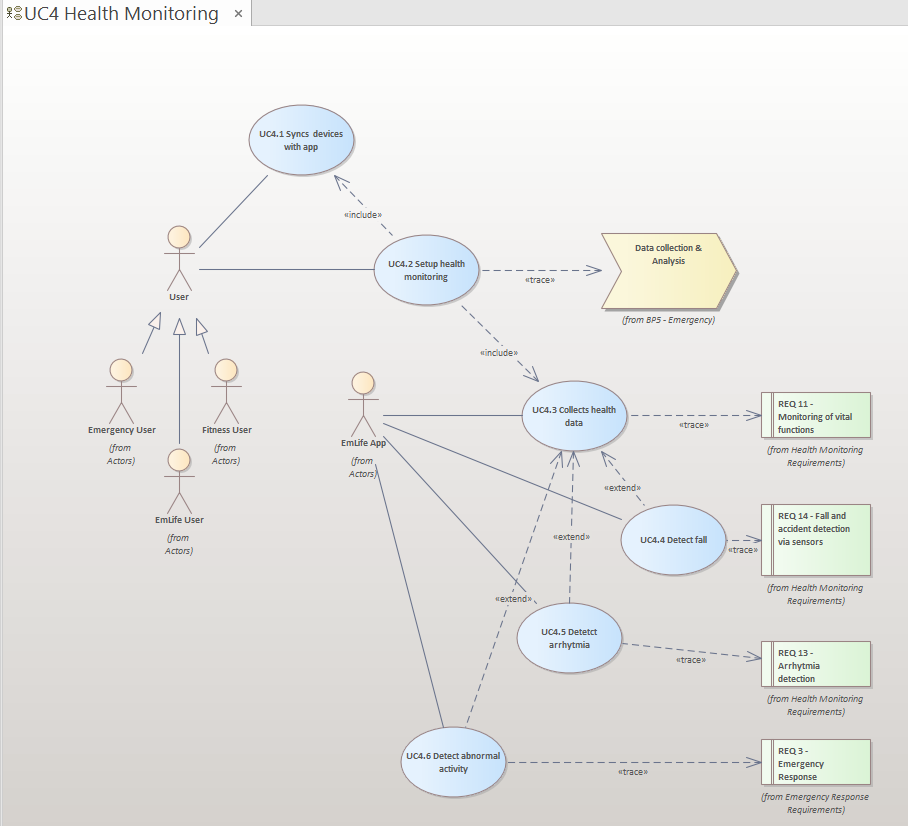 UC4 Health Monitoring ×
UC4.1 Syncs devices
with app
«include»
User
UC4.2 Setup health
monitoring
«trace»
Data collection &
Analysis
(from BP5 - Emergency)
«include»
Emergency User
(from
Actors)
Fitness User
(from
Actors)
EmLife User
(from
Actors)
EmLife App
(from
Actors)
UC4.3 Collects health
data
«trace»
REQ 11 -
Monitoring of vital
functions
(from Health Monitoring
Requirements)
«extend»
«extend»
«extend»
UC4.4 Detect fall
«trace»
REQ 14 - Fall and
accident detection
via sensors
(from Health Monitoring
Requirements)
UC4.5 Detetct
arrhytmia
«trace»
REQ 13 -
Arrhytmia
detection
(from Health Monitoring
Requirements)
UC4.6 Detect abnormal
activity
«trace»
REQ 3 -
Emergency
Response
(from Emergency Response
Requirements)